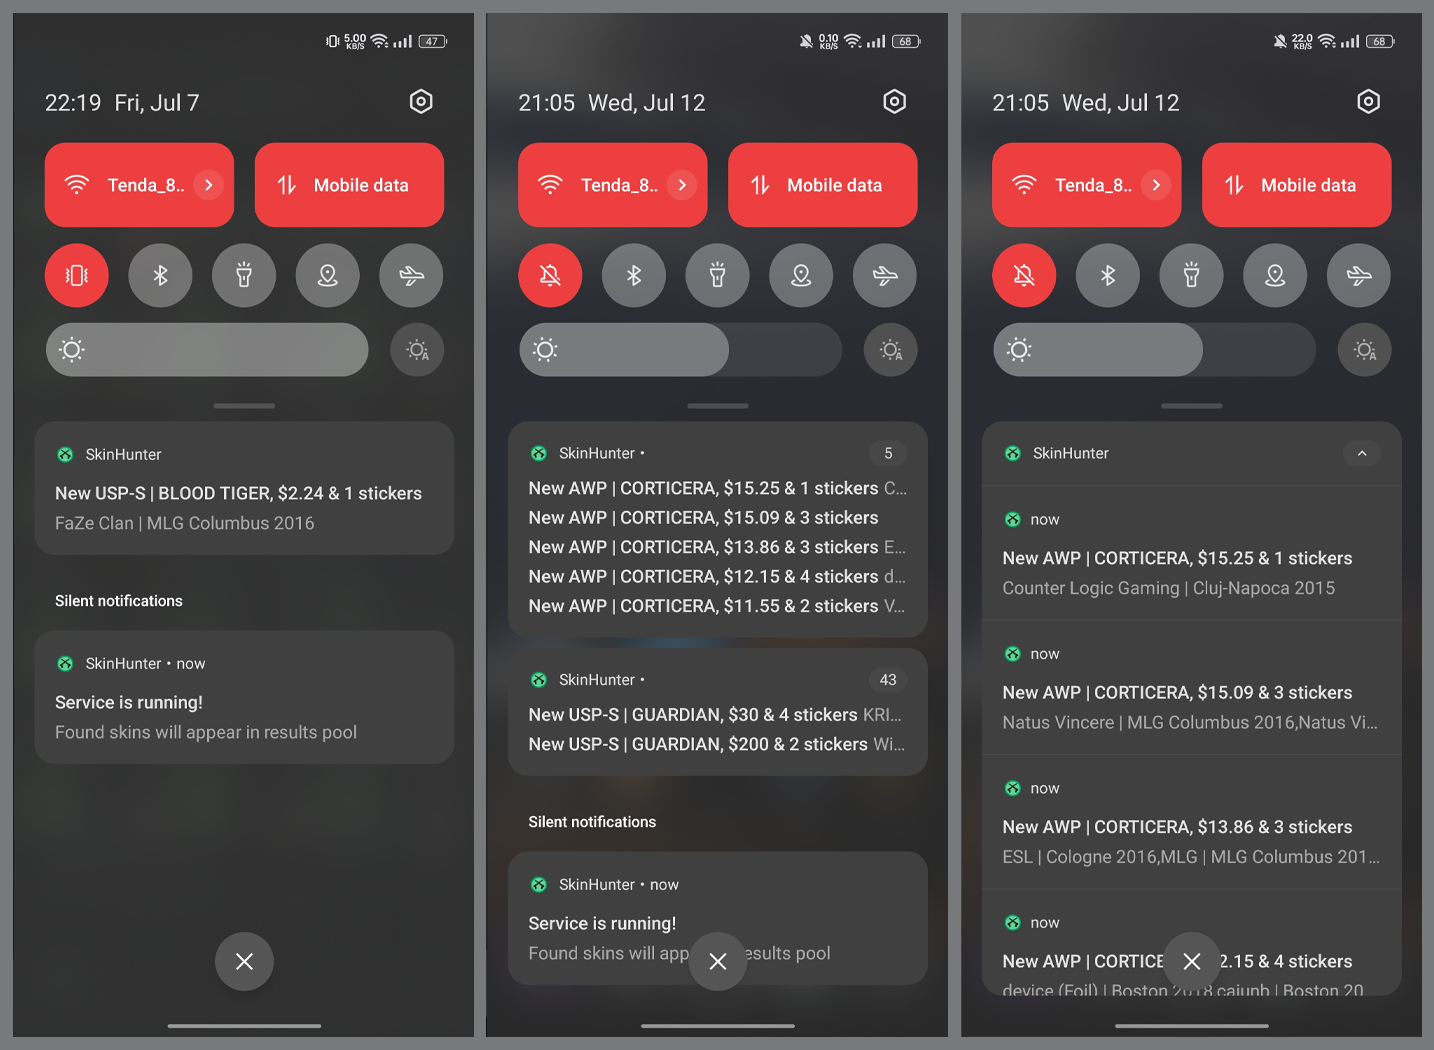 5.00
KB/S
47
22:19 Fri, Jul 7
Tenda_8..
Mobile data
A
SkinHunter
New USP-S | BLOOD TIGER, $2.24 & 1 stickers
FaZe Clan | MLG Columbus 2016
Silent notifications
SkinHunter • now
Service is running!
Found skins will appear in results pool
0.10
KB/S
68
21:05 Wed, Jul 12
Tenda_8..
Mobile data
A
SkinHunter •
5
New AWP | CORTICERA, $15.25 & 1 stickers C...
New AWP | CORTICERA, $15.09 & 3 stickers
New AWP | CORTICERA, $13.86 & 3 stickers E...
New AWP | CORTICERA, $12.15 & 4 stickers d...
New AWP | CORTICERA, $11.55 & 2 stickers V...
SkinHunter •
43
New USP-S | GUARDIAN, $30 & 4 stickers KRI...
New USP-S | GUARDIAN, $200 & 2 stickers Wi...
Silent notifications
SkinHunter • now
Service is running!
Found skins will app esults pool
22.0
KB/S
68
21:05 Wed, Jul 12
Tenda_8..
Mobile data
A
SkinHunter
now
New AWP | CORTICERA, $15.25 & 1 stickers
Counter Logic Gaming | Cluj-Napoca 2015
now
New AWP | CORTICERA, $15.09 & 3 stickers
Natus Vincere | MLG Columbus 2016,Natus Vi...
now
New AWP | CORTICERA, $13.86 & 3 stickers
ESL | Cologne 2016,MLG | MLG Columbus 201...
now
New AWP | CORTICE 2.15 & 4 stickers
device (Foil) | Boston 2018,cajunb | Boston 20